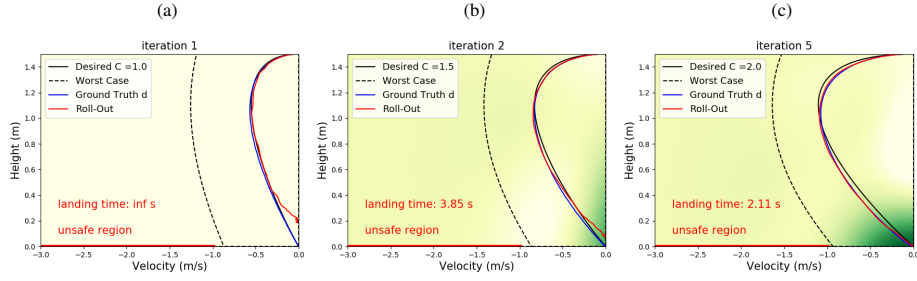 (a)
iteration 1
Desired C =1.0
Worst Case
Ground Truth d
Roll-Out
landing time: inf s
unsafe region
Height (m)
1.4
1.2
1.0
0.8
0.6
0.4
0.2
0.0
−3.0 −2.5 −2.0 −1.5 −1.0 −0.5 0.0
Velocity (m/s)
(b)
iteration 2
Desired C =1.5
Worst Case
Ground Truth d
Roll-Out
landing time: 3.85 s
unsafe region
Height (m)
1.4
1.2
1.0
0.8
0.6
0.4
0.2
0.0
−3.0 −2.5 −2.0 −1.5 −1.0 −0.5 0.0
Velocity (m/s)
(c)
iteration 5
Desired C =2.0
Worst Case
Ground Truth d
Roll-Out
landing time: 2.11 s
unsafe region
Height (m)
1.4
1.2
1.0
0.8
0.6
0.4
0.2
0.0
−3.0 −2.5 −2.0 −1.5 −1.0 −0.5 0.0
Velocity (m/s)